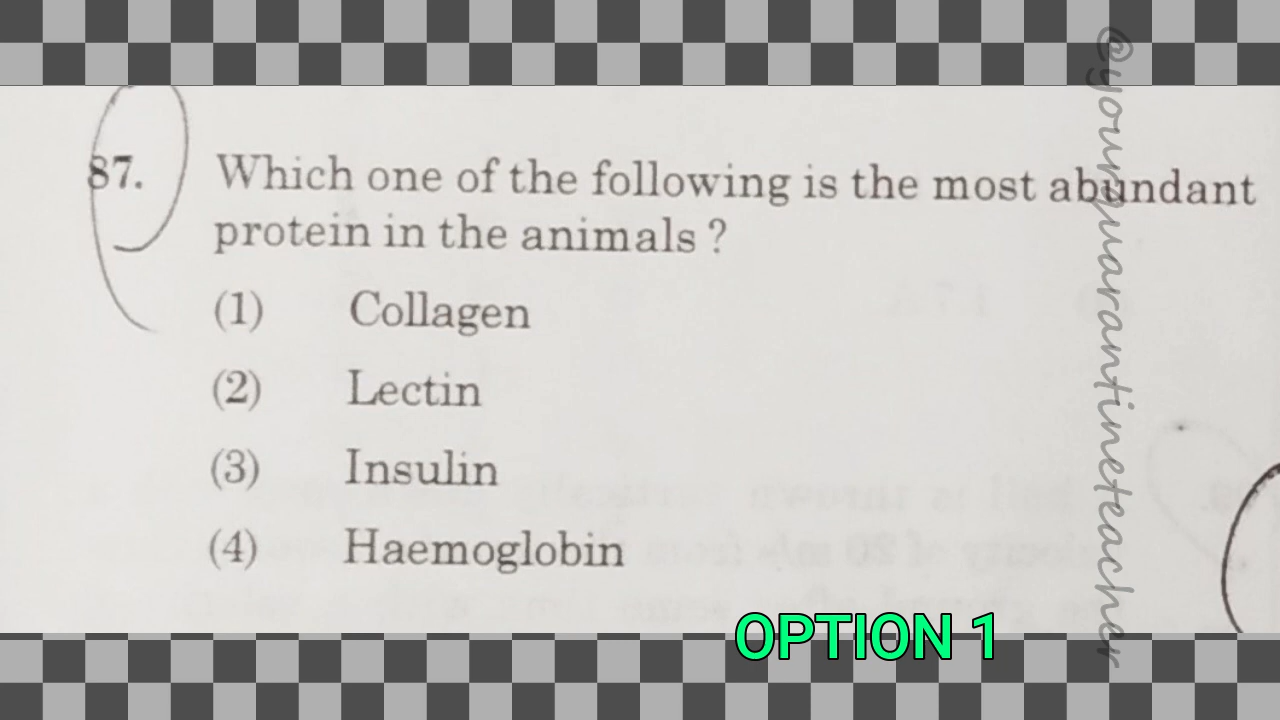 87. Which one of the following is the most abundant
protein in the animals ?
(1) Collagen
(2) Lectin
(3) Insulin
(4) Haemoglobin
OPTION 1
@yourquarantineteacher